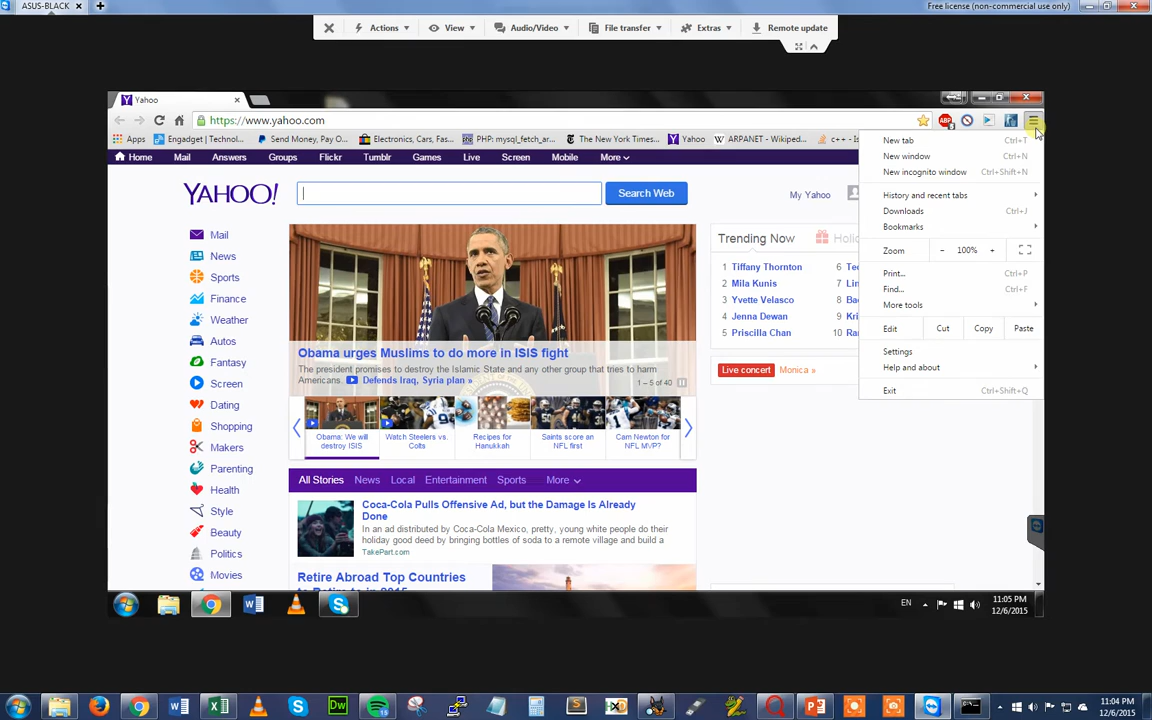 ASUS-BLACK
Free license (non-commercial use only)
Actions
View
Audio/Video
File transfer
Extras
Remote update
Yahoo
https://www.yahoo.com
ABP
Apps
Engadget | Technol...
Send Money, Pay O...
Electronics, Cars, Fas...
PHP: mysql_fetch_ar...
The New York Times...
Yahoo
ARPANET - Wikiped...
c++ - Is
Home Mail Answers Groups Flickr Tumblr Games Live Screen Mobile More
YAHOO!
Search Web
My Yahoo
New tab Ctrl+T
New window Ctrl+N
New incognito window Ctrl+Shift+N
History and recent tabs
Downloads Ctrl+J
Bookmarks
Zoom - 100% +
Print... Ctrl+P
Find... Ctrl+F
More tools
Edit Cut Copy Paste
Settings
Help and about
Exit Ctrl+Shift+Q
Mail
News
Sports
Finance
Weather
Autos
Fantasy
Screen
Dating
Shopping
Makers
Parenting
Health
Style
Beauty
Politics
Movies
Obama urges Muslims to do more in ISIS fight
The president promises to destroy the Islamic State and any other group that tries to harm
Americans. Defends Iraq, Syria plan »
1 – 5 of 40
Obama: We will
destroy ISIS
Watch Steelers vs.
Colts
Recipes for
Hanukkah
Saints score an
NFL first
Cam Newton for
NFL MVP?
All Stories News Local Entertainment Sports More
Coca-Cola Pulls Offensive Ad, but the Damage Is Already
Done
In an ad distributed by Coca-Cola Mexico, pretty, young white people do their
holiday good deed by bringing bottles of soda to a remote village and build a
TakePart.com
Retire Abroad Top Countries
Trending Now
Holi
1 Tiffany Thornton
2 Mila Kunis
3 Yvette Velasco
4 Jenna Dewan
5 Priscilla Chan
6 Te
7 Lin
8 Ba
9 Kri
10 Ra
Live concert Monica »
EN
11:05 PM
12/6/2015
11:04 PM
12/6/2015